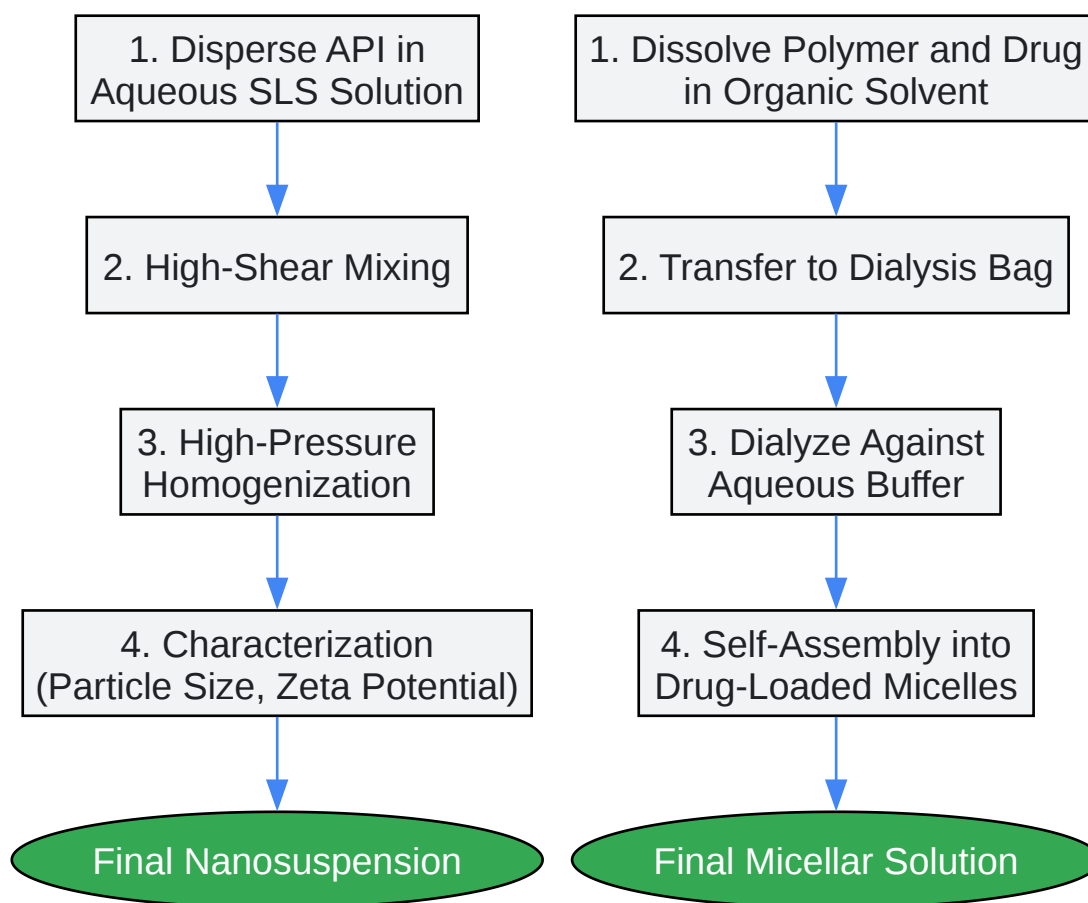 1. Disperse API in
Aqueous SLS Solution
2. High-Shear Mixing
3. High-Pressure
Homogenization
4. Characterization
(Particle Size, Zeta Potential)
Final Nanosuspension
1. Dissolve Polymer and Drug
in Organic Solvent
2. Transfer to Dialysis Bag
3. Dialyze Against
Aqueous Buffer
4. Self-Assembly into
Drug-Loaded Micelles
Final Micellar Solution